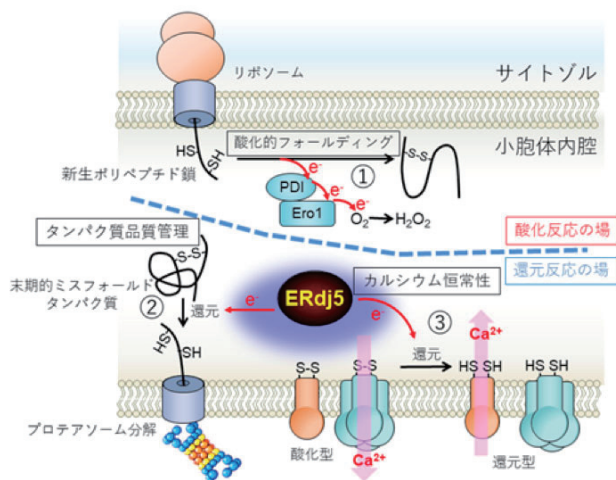 リボソーム
サイトゾル
小胞体内腔
酸化的フォールディング
HS
SH
-S-S-
新生ポリペプチド鎖
e-
①
PDI
e-
Ero1
e-
O₂→H₂O₂
酸化反応の場
還元反応の場
タンパク質品質管理
S-S-
末期的ミスフォールド
タンパク質
②
還元
e-
ERdj5
カルシウム恒常性
e-
③
Ca²⁺
HS
-SH
還元
S-S
S-S
HS SH
HS SH
プロテアソーム分解
酸化型
Ca²⁺
還元型